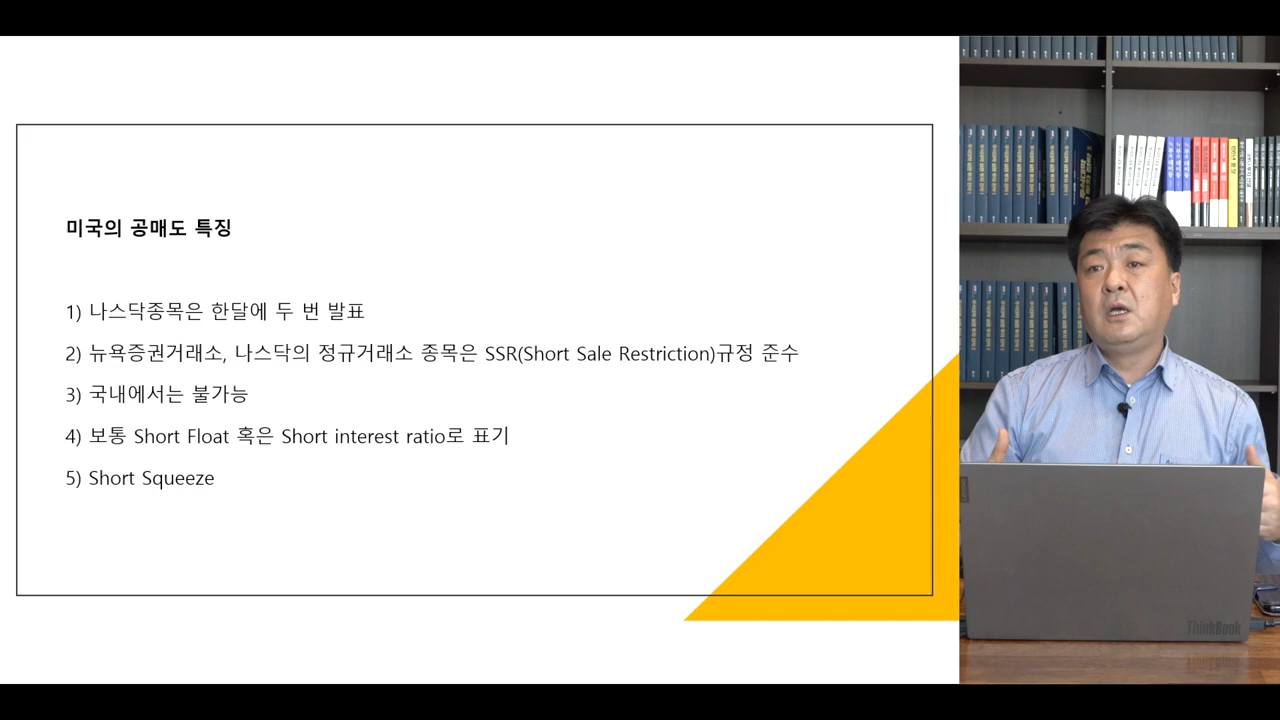 미국의 공매도 특징
1) 나스닥종목은 한달에 두 번 발표
2) 뉴욕증권거래소, 나스닥의 정규거래소 종목은 SSR(Short Sale Restriction)규정 준수
3) 국내에서는 불가능
4) 보통 Short Float 혹은 Short interest ratio로 표기
5) Short Squeeze
ThinkBook